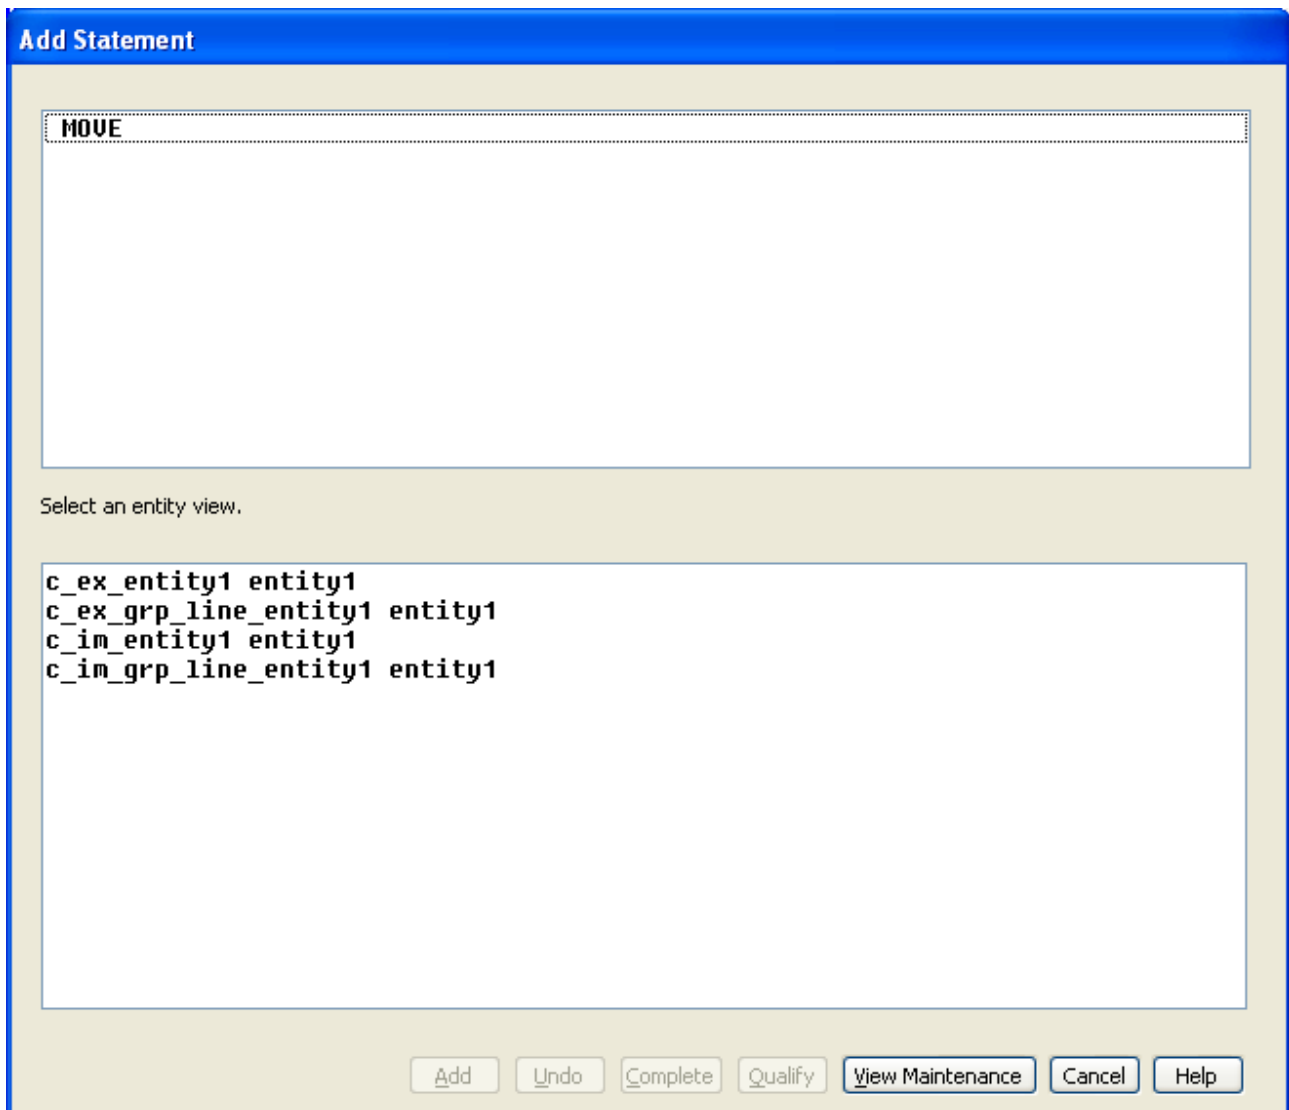 Add Statement
MOVE
Select an entity view.
c_ex_entity1 entity1
c_ex_grp_line_entity1 entity1
c_im_entity1 entity1
c_im_grp_line_entity1 entity1
Add Undo Complete Qualify View Maintenance Cancel Help